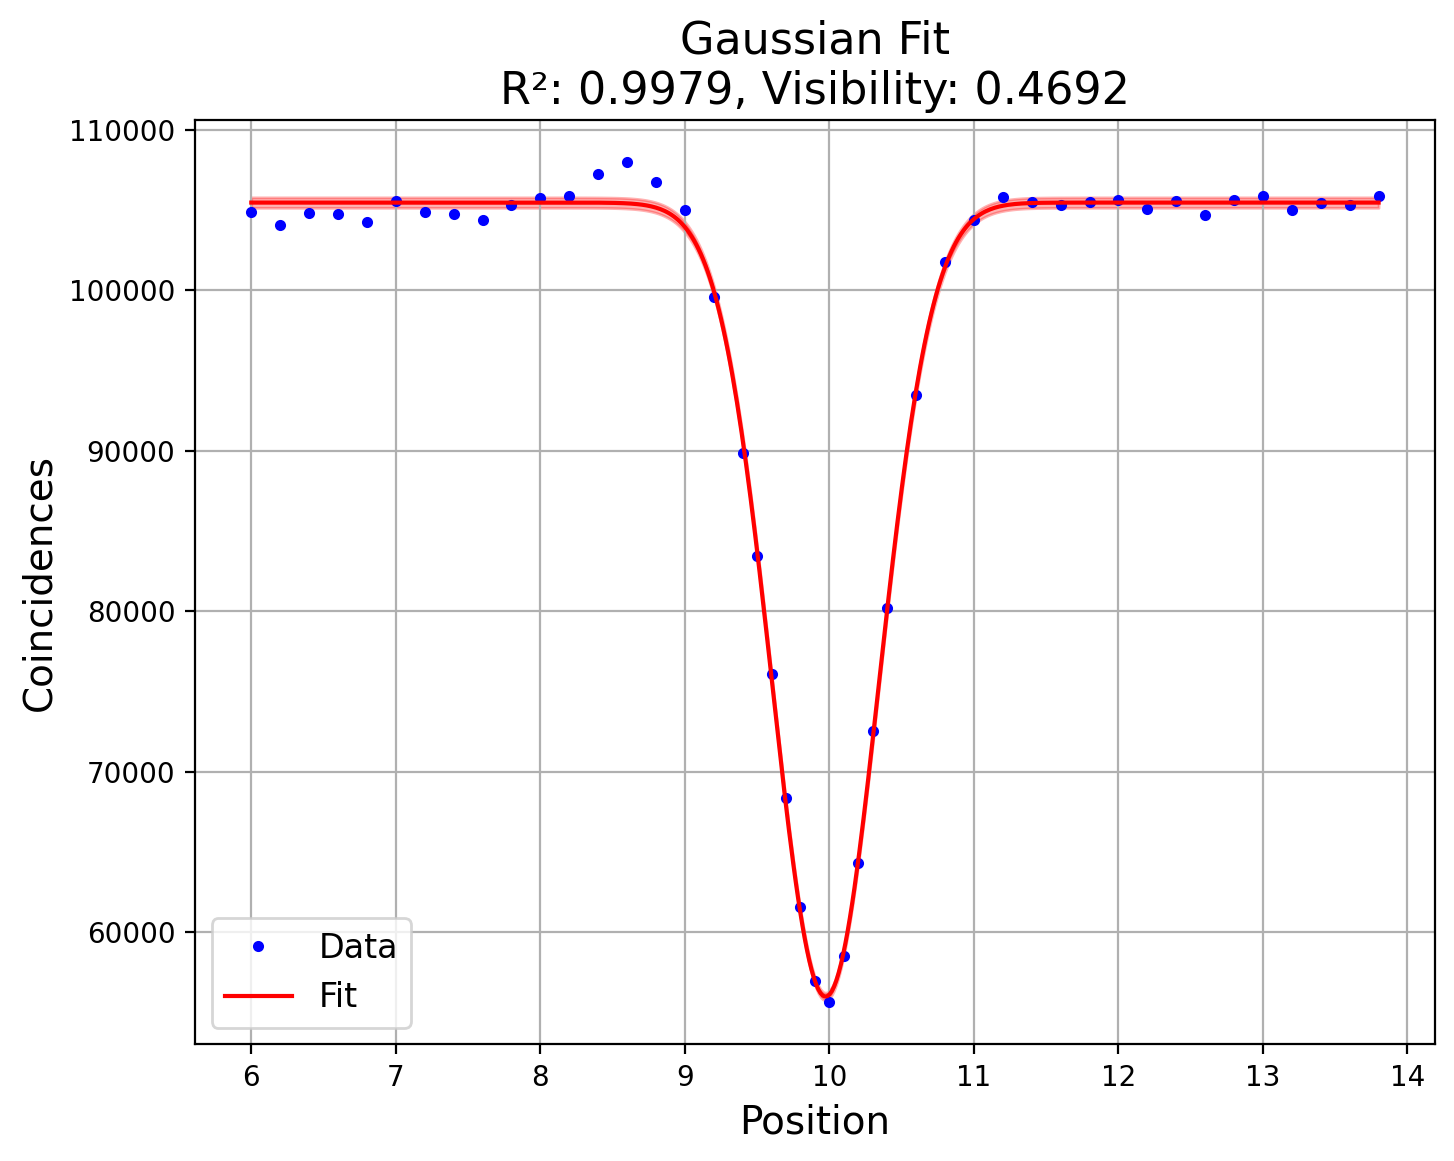 Gaussian Fit
R²: 0.9979, Visibility: 0.4692
110000
100000
90000
80000
70000
60000
Coincidences
Data
Fit
6 7 8 9 10 11 12 13 14
Position